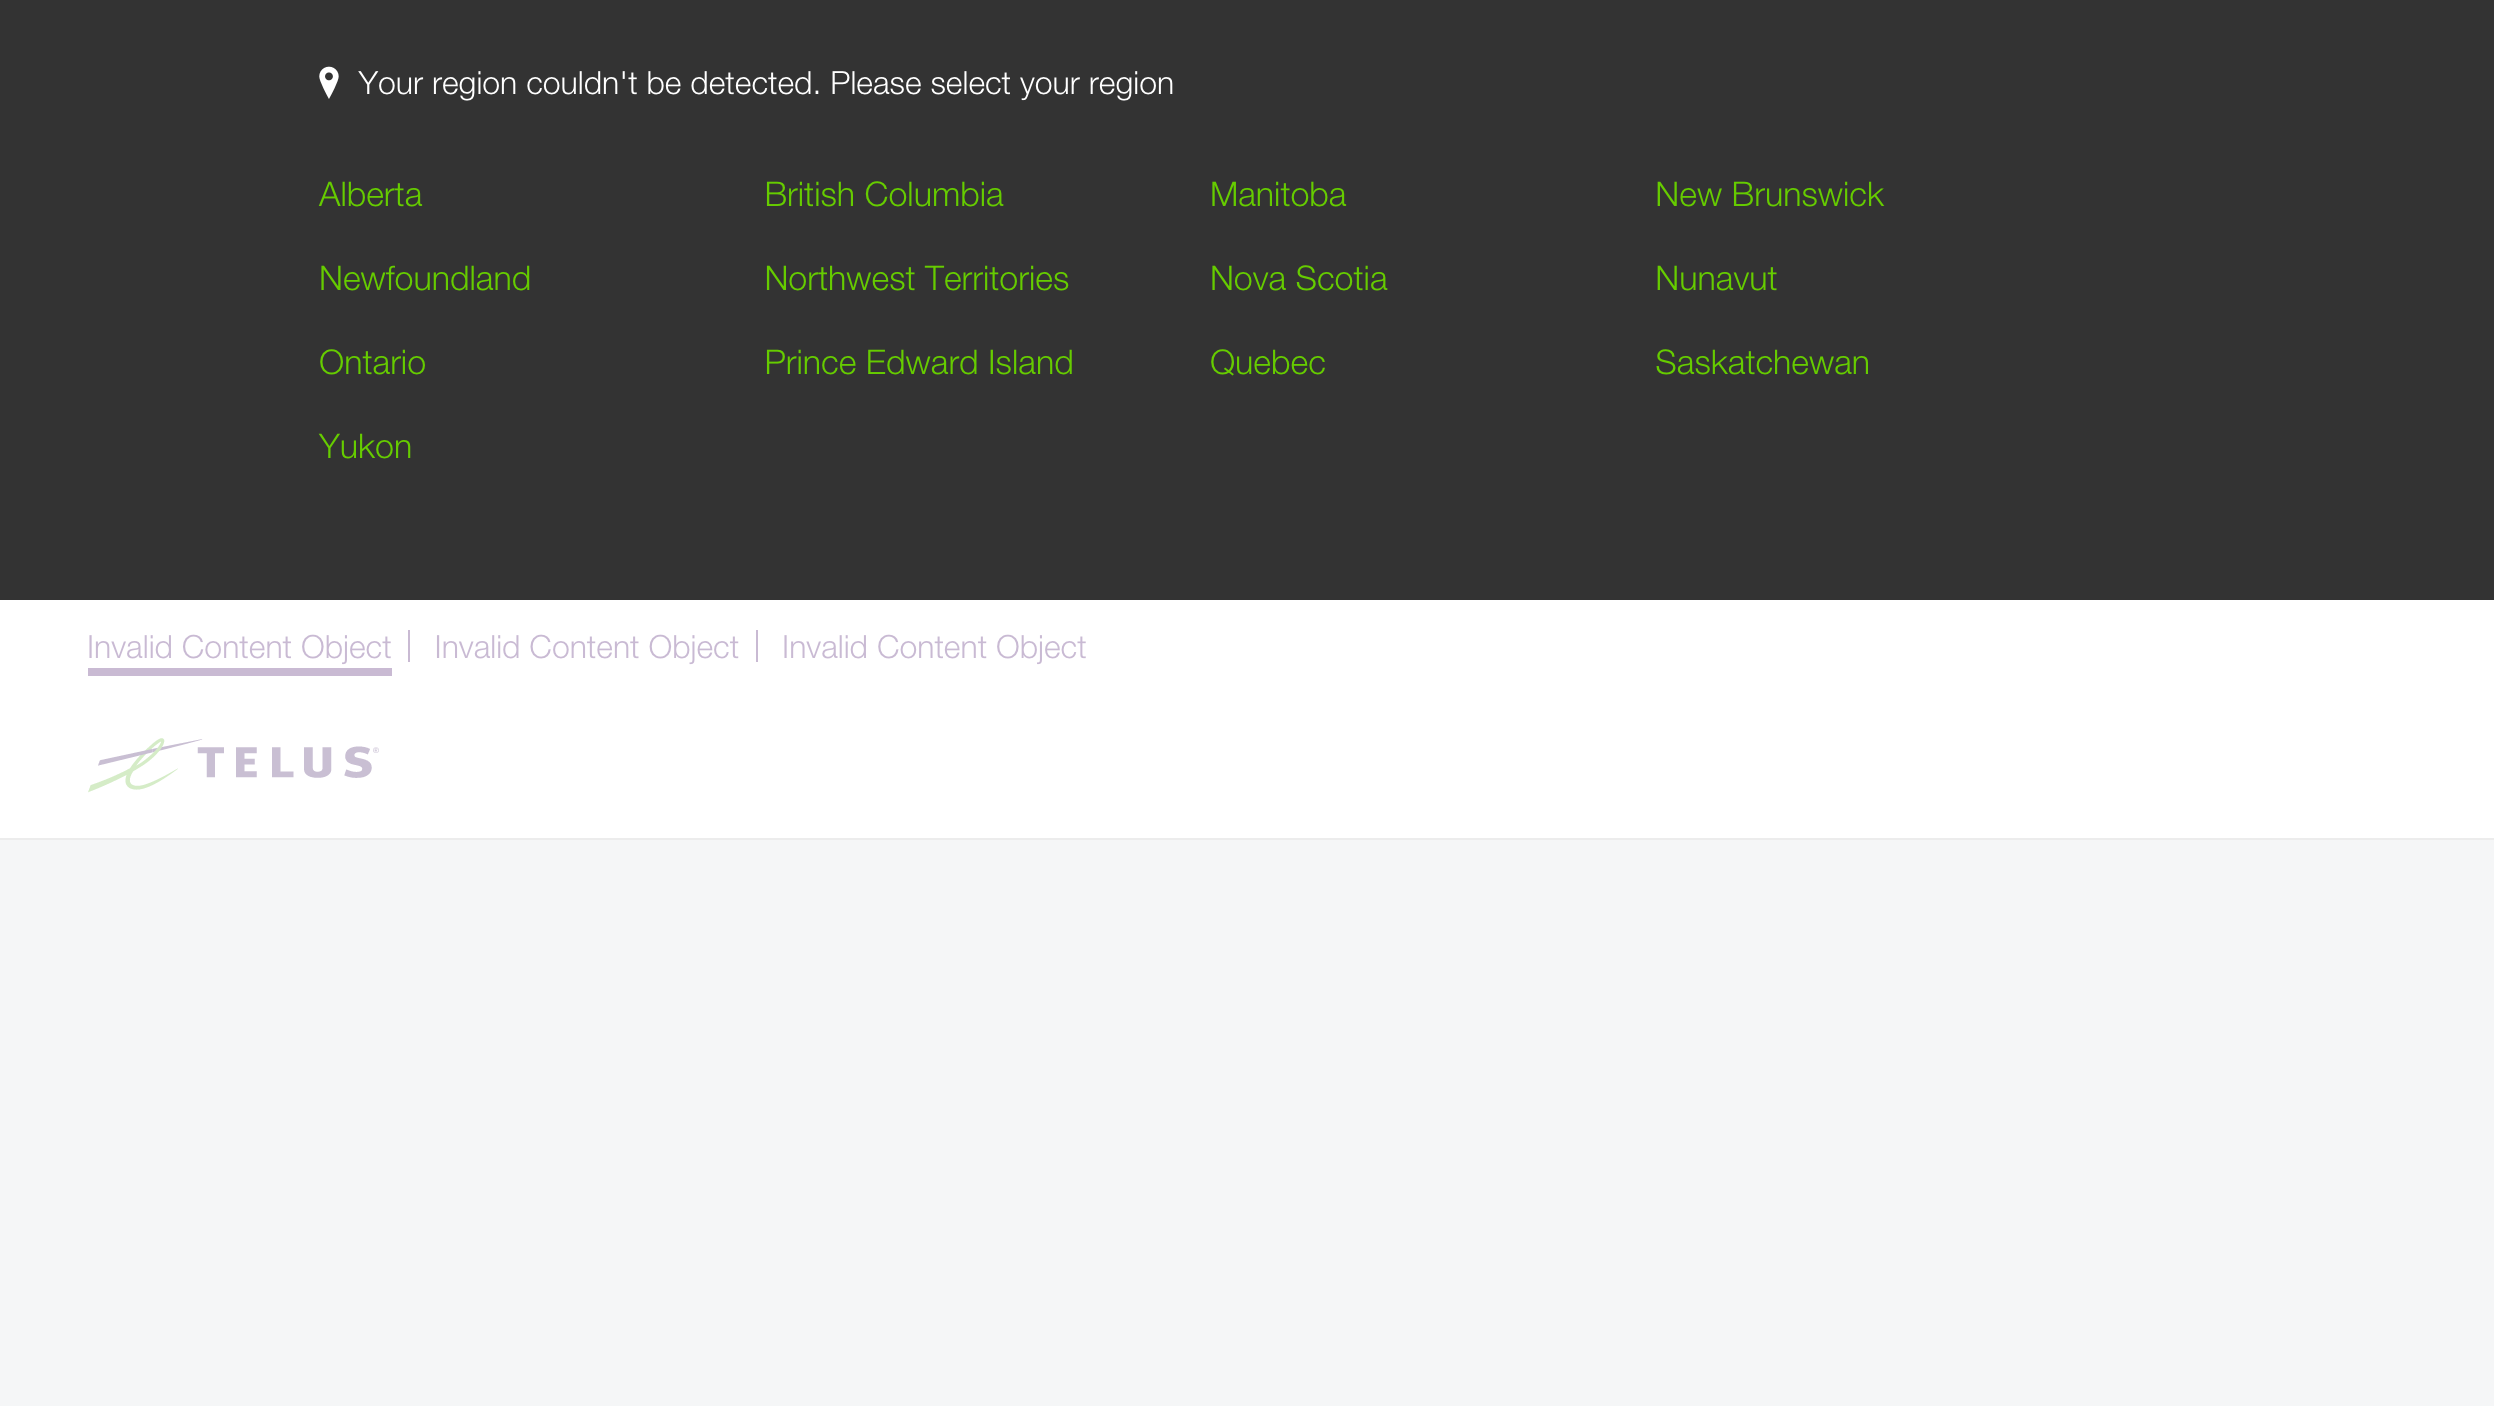 Your region couldn't be detected. Please select your region
Alberta British Columbia Manitoba New Brunswick
Newfoundland Northwest Territories Nova Scotia Nunavut
Ontario Prince Edward Island Quebec Saskatchewan
Yukon
Invalid Content Object | Invalid Content Object | Invalid Content Object
TELUS®